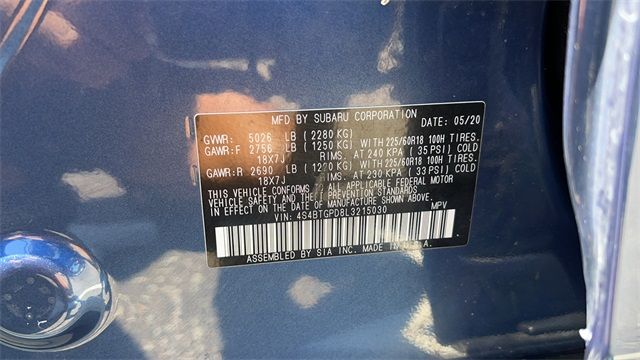 MFD BY SUBARU CORPORATION DATE: 05/20
GVWR: 5026 LB (2280 KG)
GAWR:F 2756 LB (1250 KG) WITH 225/60R18 100H TIRES.
18X7J RIMS. AT 240 KPA (35 PSI) COLD
GAWR:R 2690 LB (1220 KG) WITH 225/60R18 100H TIRES.
18X7J RIMS. AT 230 KPA (33 PSI) COLD
THIS VEHICLE CONFORMS TO ALL APPLICABLE FEDERAL MOTOR
VEHICLE SAFETY STANDARDS
IN EFFECT ON THE DATE OF MANUFACTURE SHOWN ABOVE.
VIN: 4S4BTGPD8L3215030 MPV
ASSEMBLED BY SIA INC. MADE IN U.S.A.